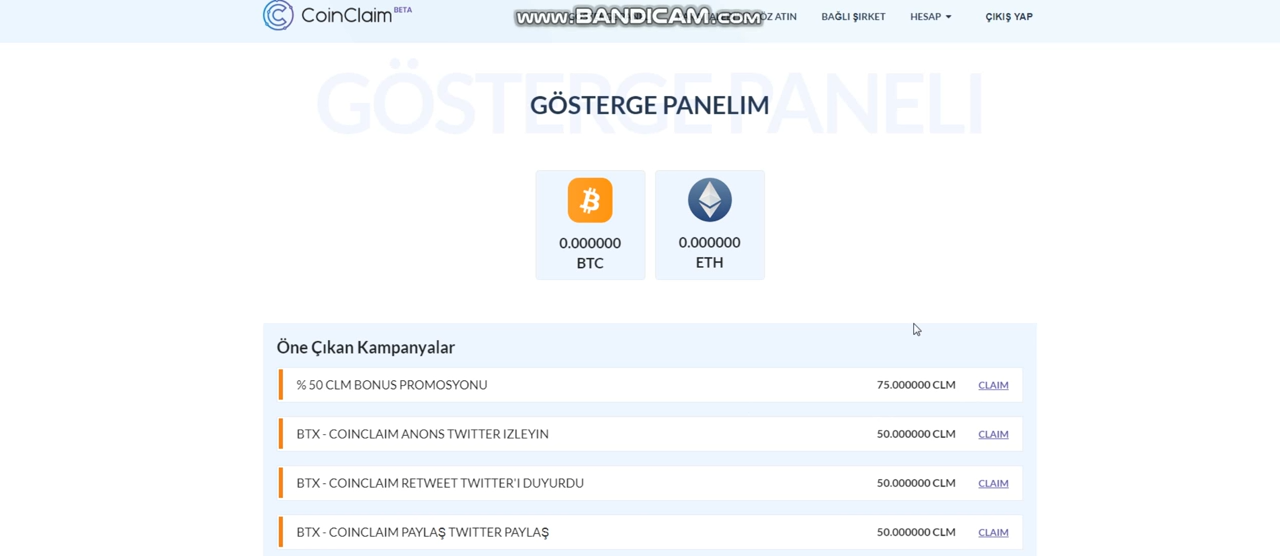 CoinClaim BETA
www.BANDICAM.com
OZ ATIN BAĞLI ŞIRKET HESAP ÇIKIŞ YAP
GÖSTERGE PANELI
GÖSTERGE PANELIM
0.000000 BTC
0.000000 ETH
Öne Çıkan Kampanyalar
% 50 CLM BONUS PROMOSYONU 75.000000 CLM CLAIM
BTX - COINCLAIM ANONS TWITTER IZLEYIN 50.000000 CLM CLAIM
BTX - COINCLAIM RETWEET TWITTER'I DUYURDU 50.000000 CLM CLAIM
BTX - COINCLAIM PAYLAŞ TWITTER PAYLAŞ 50.000000 CLM CLAIM